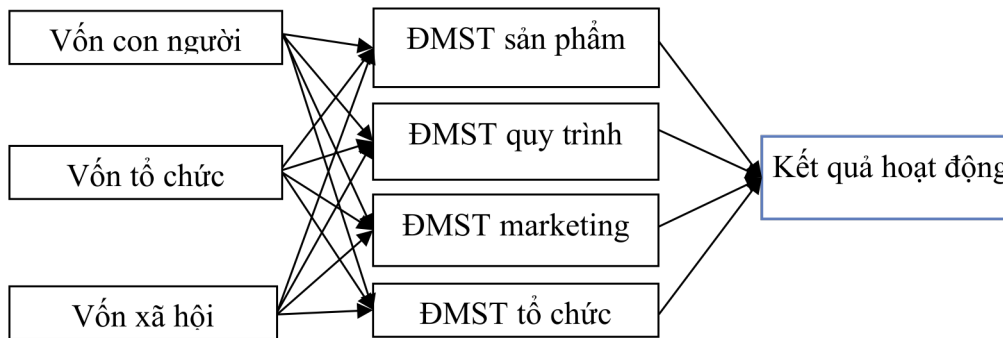 Vốn con người
Vốn tổ chức
Vốn xã hội
ĐMST sản phẩm
ĐMST quy trình
ĐMST marketing
ĐMST tổ chức
Kết quả hoạt động